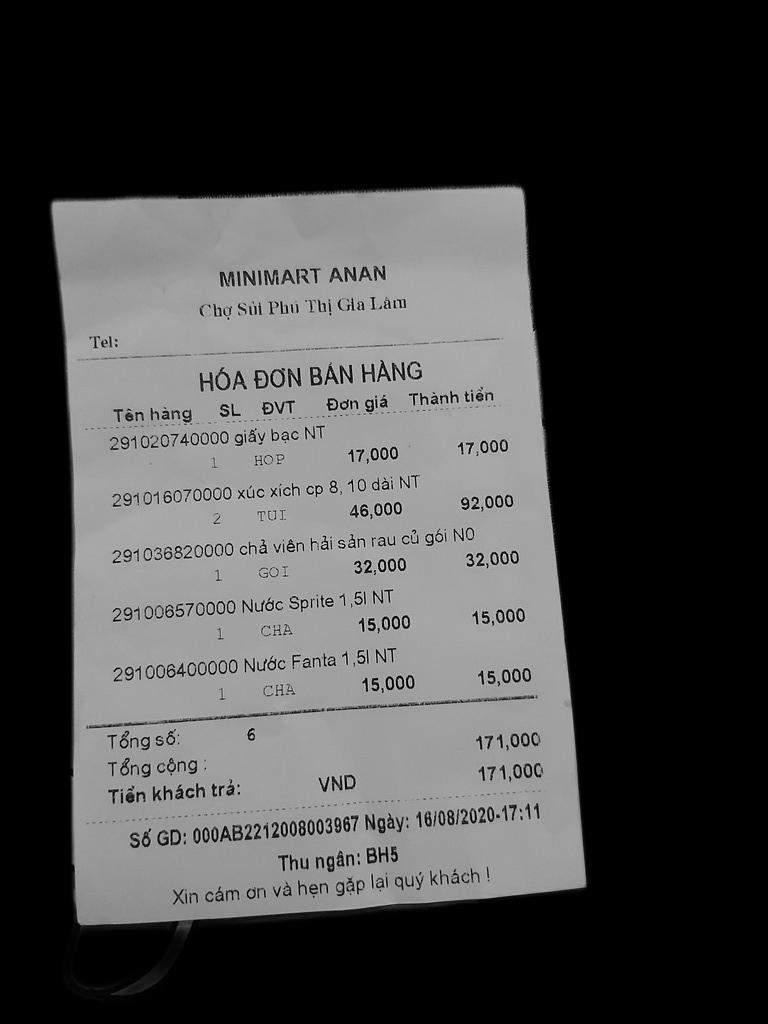 MINIMART ANAN
Chợ Sủi Phú Thị Gia Lâm
Tel:
HÓA ĐƠN BÁN HÀNG
Tên hàng SL ĐVT Đơn giá Thành tiền
291020740000 giấy bạc NT
1 HOP 17,000 17,000
291016070000 xúc xích cp 8, 10 dài NT
2 TUI 46,000 92,000
291036820000 chả viên hải sản rau củ gói N0
1 GOI 32,000 32,000
291006570000 Nước Sprite 1,5l NT
1 CHA 15,000 15,000
291006400000 Nước Fanta 1,5l NT
1 CHA 15,000 15,000
Tổng số: 6
Tổng cộng : 171,000
Tiền khách trả: VND 171,000
Số GD: 000AB2212008003967 Ngày: 16/08/2020-17:11
Thu ngân: BH5
Xin cám ơn và hẹn gặp lại quý khách !